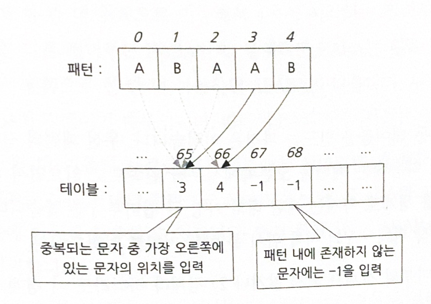 0 1 2 3 4
패턴 : A B A A B
... 65 66 67 68 ... ...
테이블 : ... 3 4 -1 -1 ... ...
중복되는 문자 중 가장 오른쪽에
있는 문자의 위치를 입력
패턴 내에 존재하지 않는
문자에는 -1을 입력